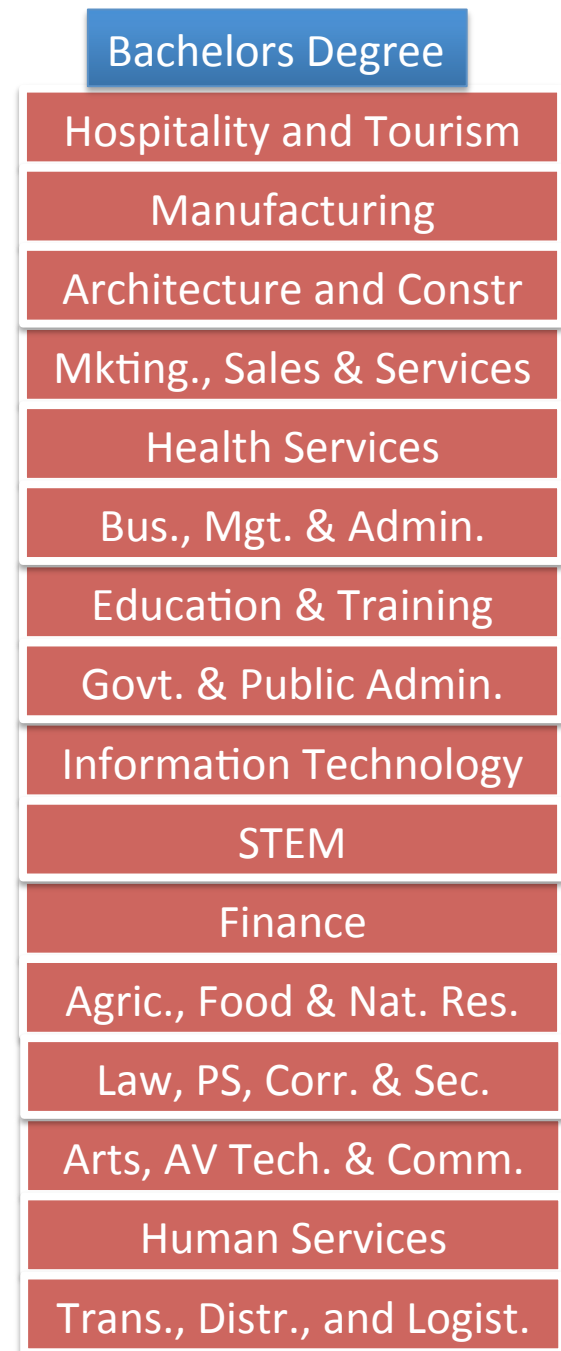 Bachelors Degree
Hospitality and Tourism
Manufacturing
Architecture and Constr
Mkting., Sales & Services
Health Services
Bus., Mgt. & Admin.
Education & Training
Govt. & Public Admin.
Information Technology
STEM
Finance
Agric., Food & Nat. Res.
Law, PS, Corr. & Sec.
Arts, AV Tech. & Comm.
Human Services
Trans., Distr., and Logist.